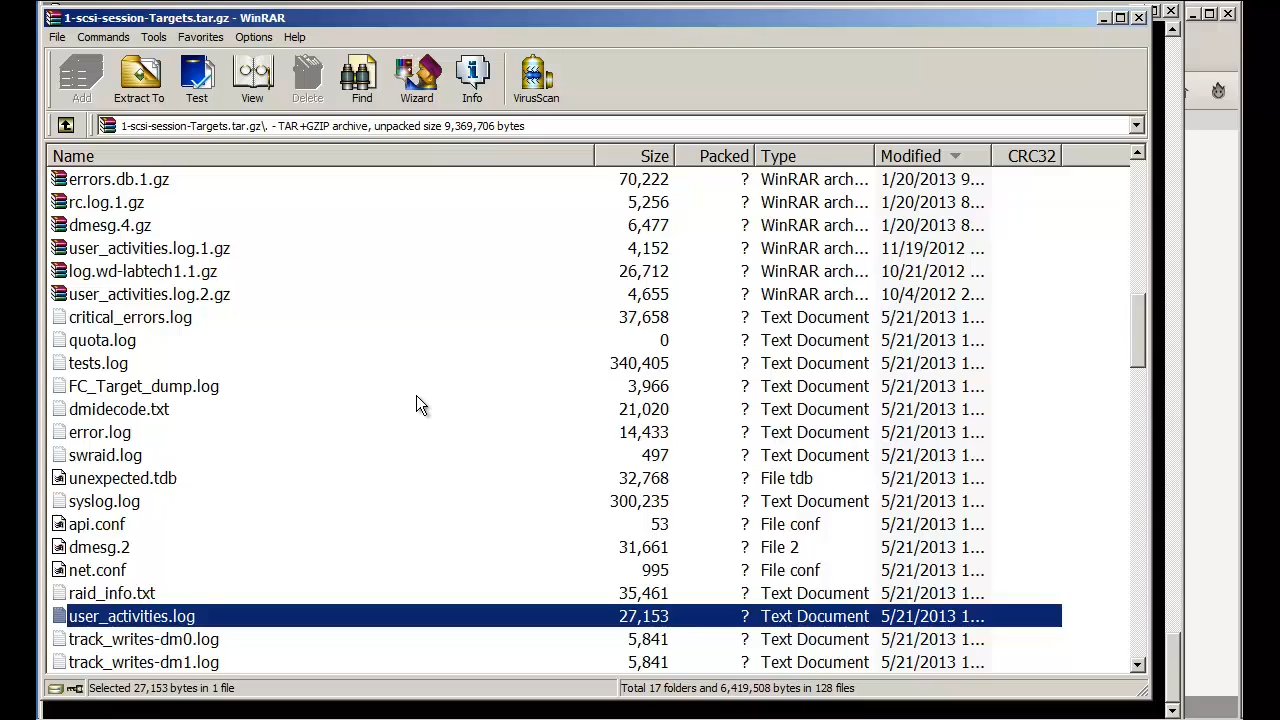 1-scsi-session-Targets.tar.gz - WinRAR
File Commands Tools Favorites Options Help
Add Extract To Test View Delete Find Wizard Info VirusScan
1-scsi-session-Targets.tar.gz\. - TAR+GZIP archive, unpacked size 9,369,706 bytes
Name Size Packed Type Modified CRC32
errors.db.1.gz 70,222 ? WinRAR arch... 1/20/2013 9...
rc.log.1.gz 5,256 ? WinRAR arch... 1/20/2013 8...
dmesg.4.gz 6,477 ? WinRAR arch... 1/20/2013 8...
user_activities.log.1.gz 4,152 ? WinRAR arch... 11/19/2012 ...
log.wd-labtech1.1.gz 26,712 ? WinRAR arch... 10/21/2012 ...
user_activities.log.2.gz 4,655 ? WinRAR arch... 10/4/2012 2...
critical_errors.log 37,658 ? Text Document 5/21/2013 1...
quota.log 0 ? Text Document 5/21/2013 1...
tests.log 340,405 ? Text Document 5/21/2013 1...
FC_Target_dump.log 3,966 ? Text Document 5/21/2013 1...
dmidecode.txt 21,020 ? Text Document 5/21/2013 1...
error.log 14,433 ? Text Document 5/21/2013 1...
swraid.log 497 ? Text Document 5/21/2013 1...
unexpected.tdb 32,768 ? File tdb 5/21/2013 1...
syslog.log 300,235 ? Text Document 5/21/2013 1...
api.conf 53 ? File conf 5/21/2013 1...
dmesg.2 31,661 ? File 2 5/21/2013 1...
net.conf 995 ? File conf 5/21/2013 1...
raid_info.txt 35,461 ? Text Document 5/21/2013 1...
user_activities.log 27,153 ? Text Document 5/21/2013 1...
track_writes-dm0.log 5,841 ? Text Document 5/21/2013 1...
track_writes-dm1.log 5,841 ? Text Document 5/21/2013 1...
Selected 27,153 bytes in 1 file Total 17 folders and 6,419,508 bytes in 128 files